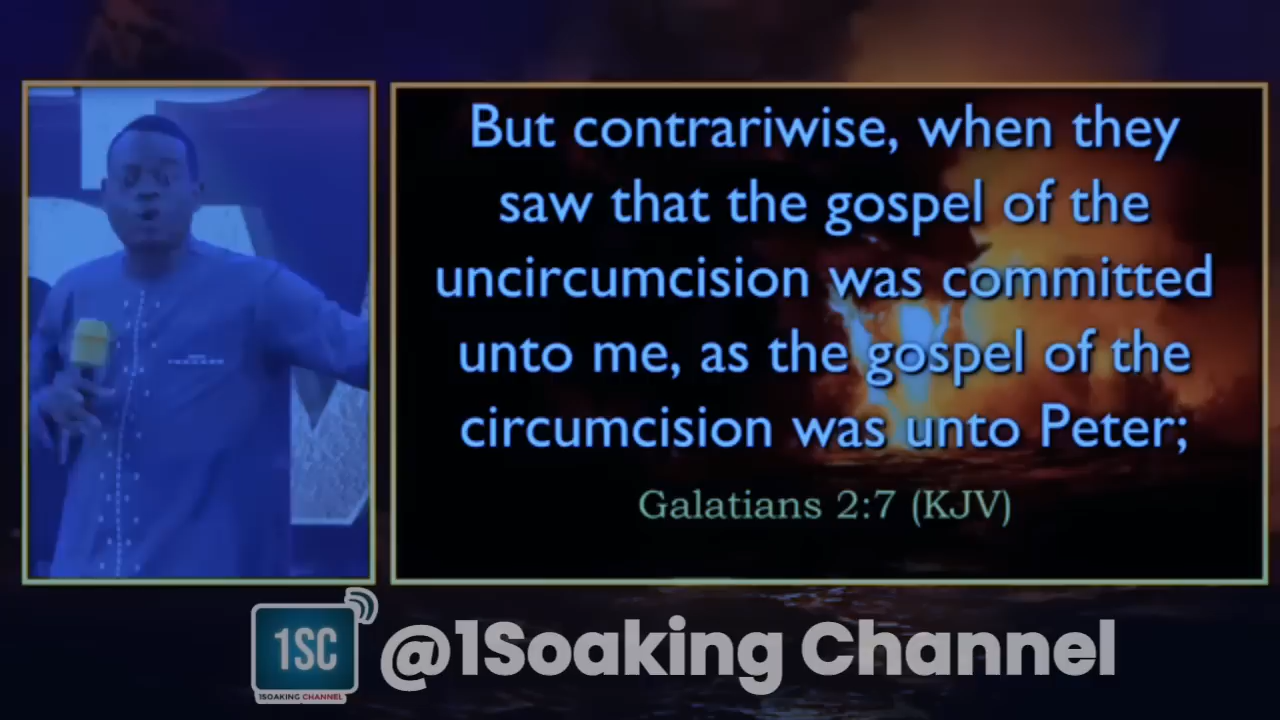 But contrariwise, when they
saw that the gospel of the
uncircumcision was committed
unto me, as the gospel of the
circumcision was unto Peter;
Galatians 2:7 (KJV)
1SC
1SOAKING CHANNEL
@1Soaking Channel